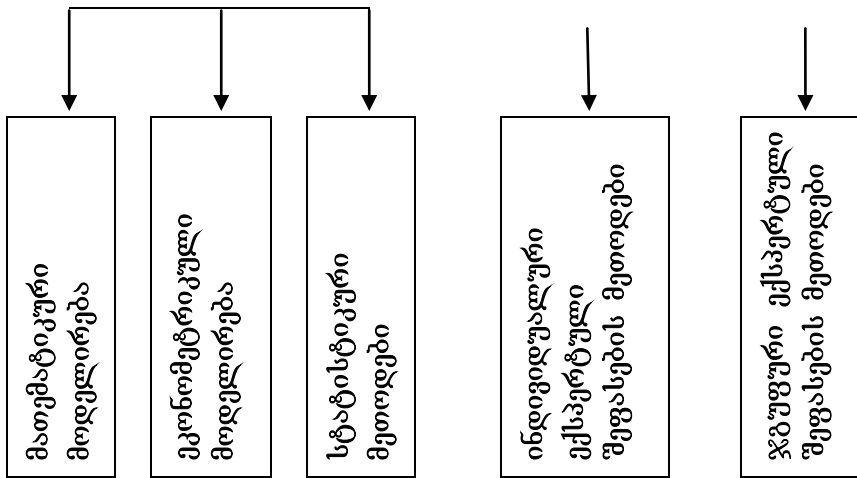 მათემატიკური
მოდელირება
ეკონომეტრიკული
მოდელირება
სტატისტიკური
მეთოდები
ინდივიდუალური
ექსპერტული
შეფასების მეთოდები
ჯგუფური ექსპერტული
შეფასების მეთოდები